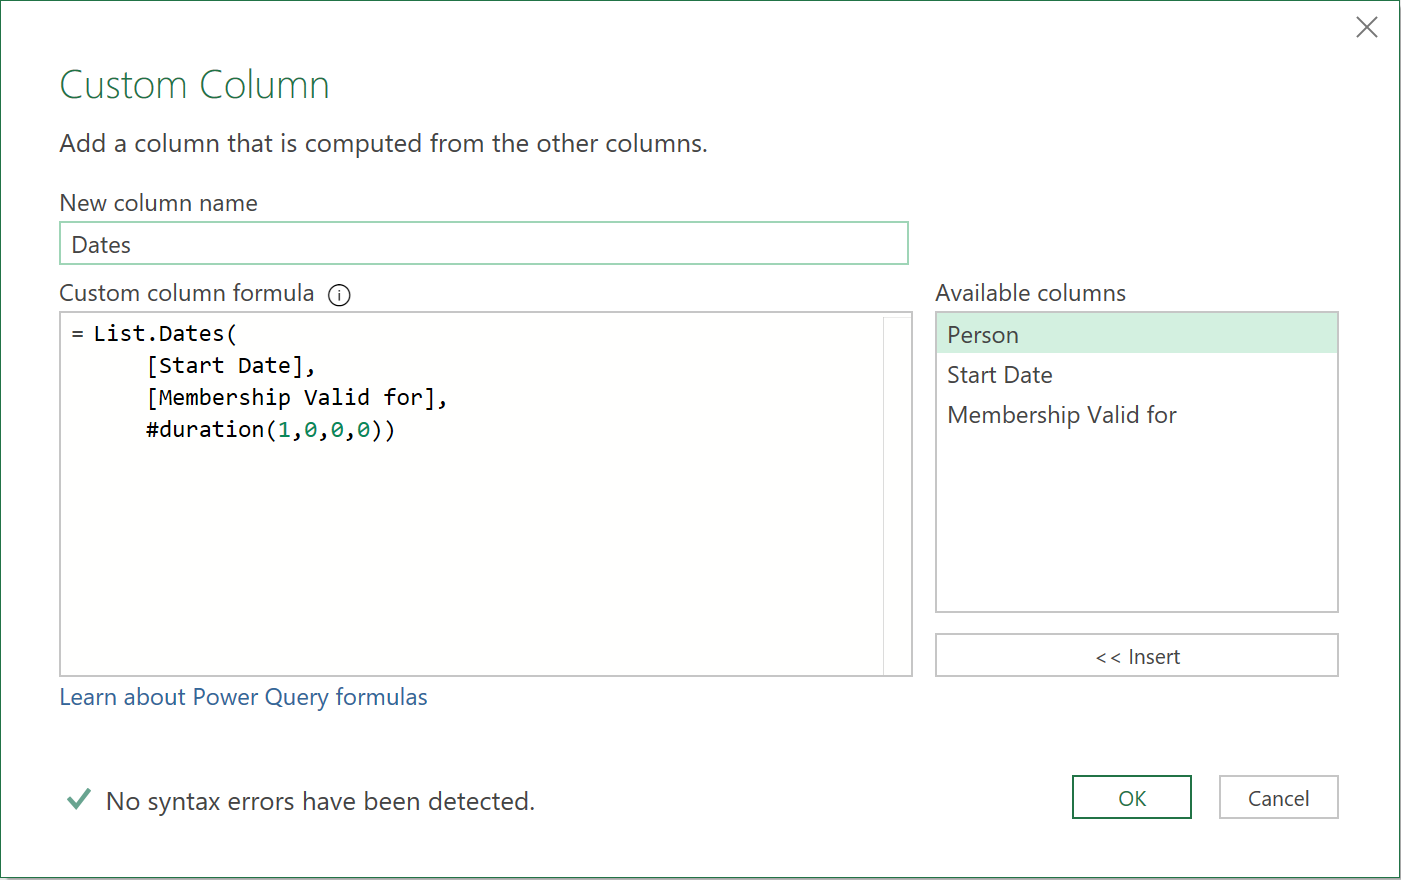 Custom Column
Add a column that is computed from the other columns.
New column name
Dates
Custom column formula
= List.Dates(
[Start Date],
[Membership Valid for],
#duration(1,0,0,0))
Available columns
Person
Start Date
Membership Valid for
<< Insert
Learn about Power Query formulas
No syntax errors have been detected.
OK
Cancel